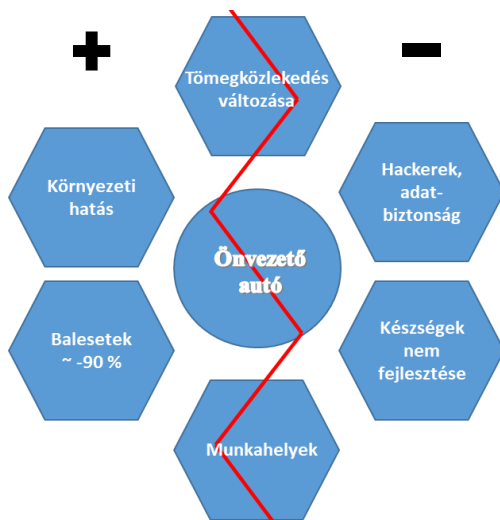 +
−
Tömegközlekedés
változása
Környezeti
hatás
Hackerek,
adat-
biztonság
Önvezető
autó
Balesetek
~ -90 %
Készségek
nem
fejlesztése
Munkahelyek